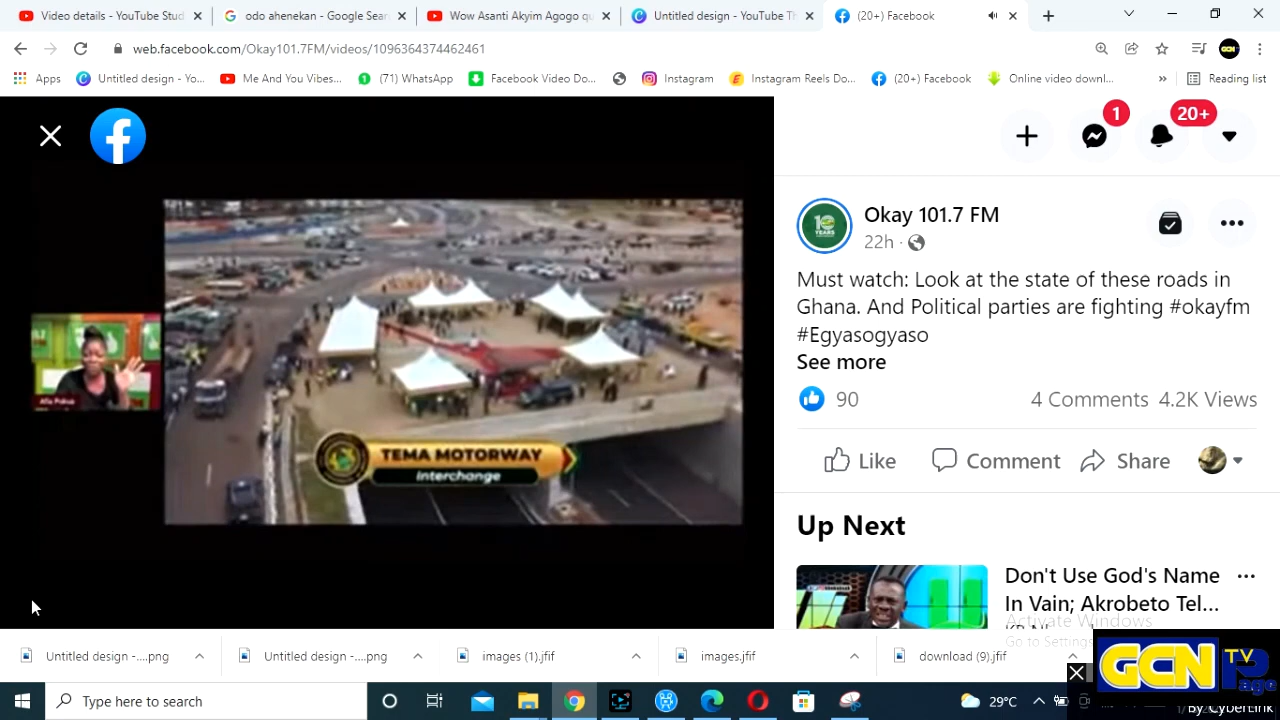 Video details - YouTube Stud
odo ahenekan - Google Sear
Wow Asanti Akyim Agogo qu
Untitled design - YouTube Th
(20+) Facebook
web.facebook.com/Okay101.7FM/videos/1096364374462461
Apps
Untitled design - Yo...
Me And You Vibes...
(71) WhatsApp
Facebook Video Do...
Instagram
Instagram Reels Do...
(20+) Facebook
Online video downl...
»
Reading list
1
20+
Okay 101.7 FM
22h ·
Must watch: Look at the state of these roads in
Ghana. And Political parties are fighting #okayfm
#Egyasogyaso
See more
90
4 Comments 4.2K Views
Like
Comment
Share
TEMA MOTORWAY
interchange
10
YEARS
Up Next
Don't Use God's Name
In Vain; Akrobeto Tel...
Activate Windows
Go to Settings
Untitled design -....png
Untitled design -....png
images (1).jfif
images.jfif
download (9).jfif
GCN
TV
Page
Type here to search
29°C
by CyberLink